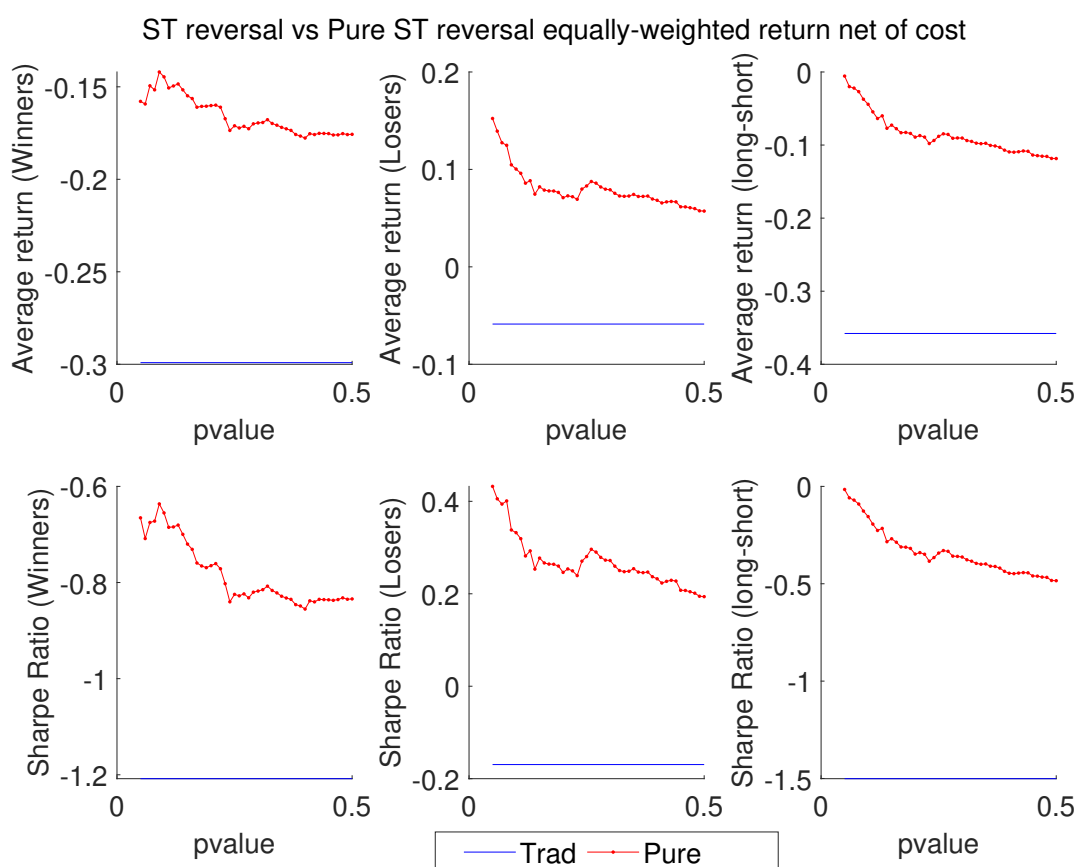 ST reversal vs Pure ST reversal equally-weighted return net of cost
Average return (Winners)
-0.15
-0.2
-0.25
-0.3
0
0.5
pvalue
Average return (Losers)
0.2
0.1
0
-0.1
0
0.5
pvalue
Average return (long-short)
0
-0.1
-0.2
-0.3
-0.4
0
0.5
pvalue
Sharpe Ratio (Winners)
-0.6
-0.8
-1
-1.2
0
0.5
pvalue
Sharpe Ratio (Losers)
0.4
0.2
0
-0.2
0
0.5
pvalue
Sharpe Ratio (long-short)
0
-0.5
-1
-1.5
0
0.5
pvalue
Trad Pure